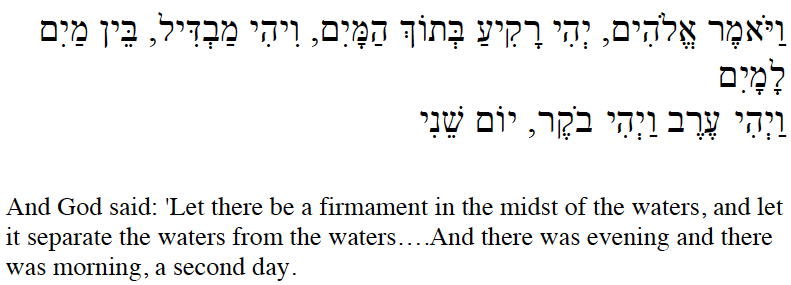 וַיֹּאמֶר אֱלֹהִים, יְהִי רָקִיעַ בְּתוֹךְ הַמָּיִם, וִיהִי מַבְדִּיל, בֵּין מַיִם
לָמָיִם
וַיְהִי עֶרֶב וַיְהִי בֹקֶר, יוֹם שֵׁנִי
And God said: 'Let there be a firmament in the midst of the waters, and let
it separate the waters from the waters….And there was evening and there
was morning, a second day.